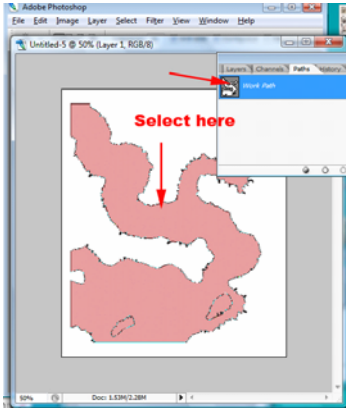 Adobe Photoshop
File Edit Image Layer Select Filter View Window Help
Untitled-5 @ 50% (Layer 1, RGB/8)
Layers Channels Paths History
Work Path
Select here
50% Doc: 1.53M/2.28M